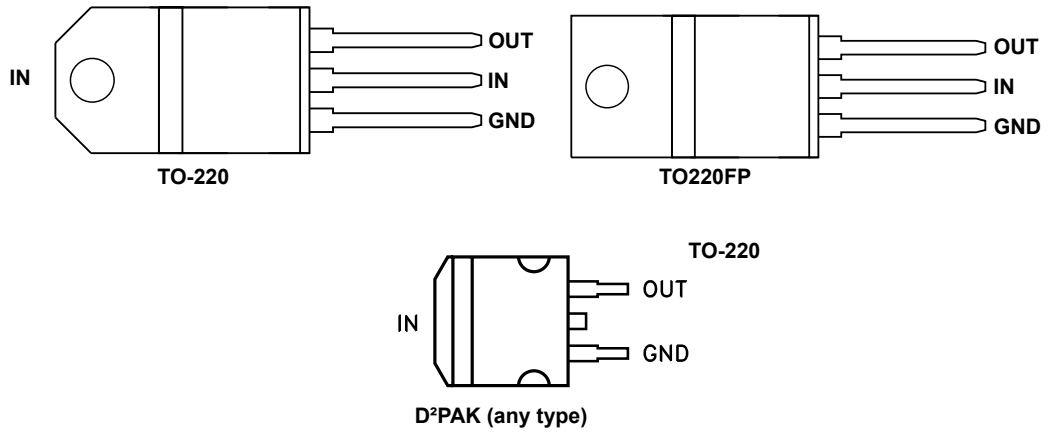 OUT
IN
IN
GND
TO-220
OUT
IN
GND
TO220FP
TO-220
OUT
IN
GND
D²PAK (any type)